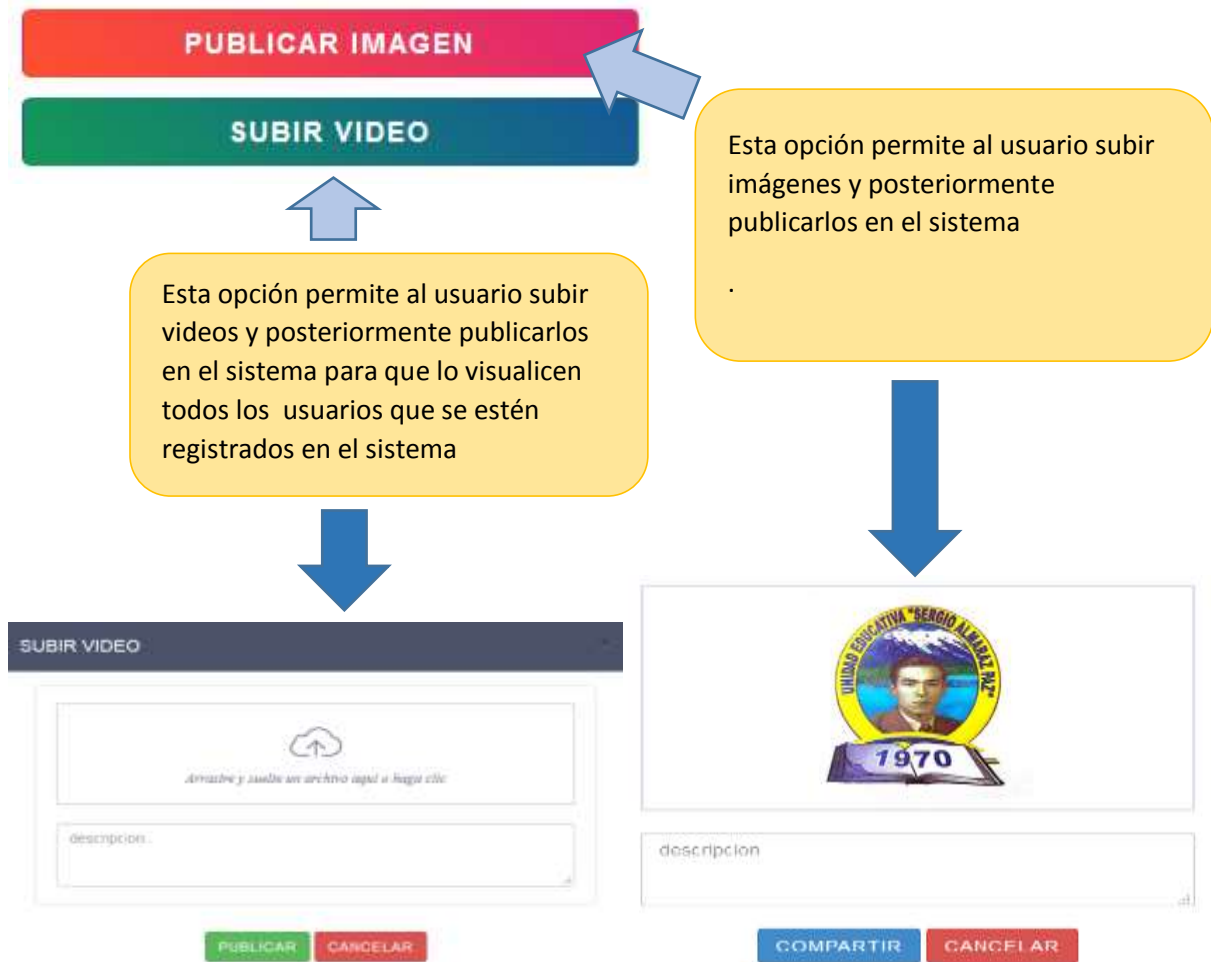 PUBLICAR IMAGEN
SUBIR VIDEO
Esta opción permite al usuario subir
imágenes y posteriormente
publicarlos en el sistema
.
Esta opción permite al usuario subir
videos y posteriormente publicarlos
en el sistema para que lo visualicen
todos los usuarios que se estén
registrados en el sistema
SUBIR VIDEO
Arrastre y suelte un archivo aquí o haga clic
descripcion
PUBLICAR
CANCELAR
UNIDAD EDUCATIVA "SERGIO ALMARAZ PAZ"
1970
descripcion
COMPARTIR
CANCELAR